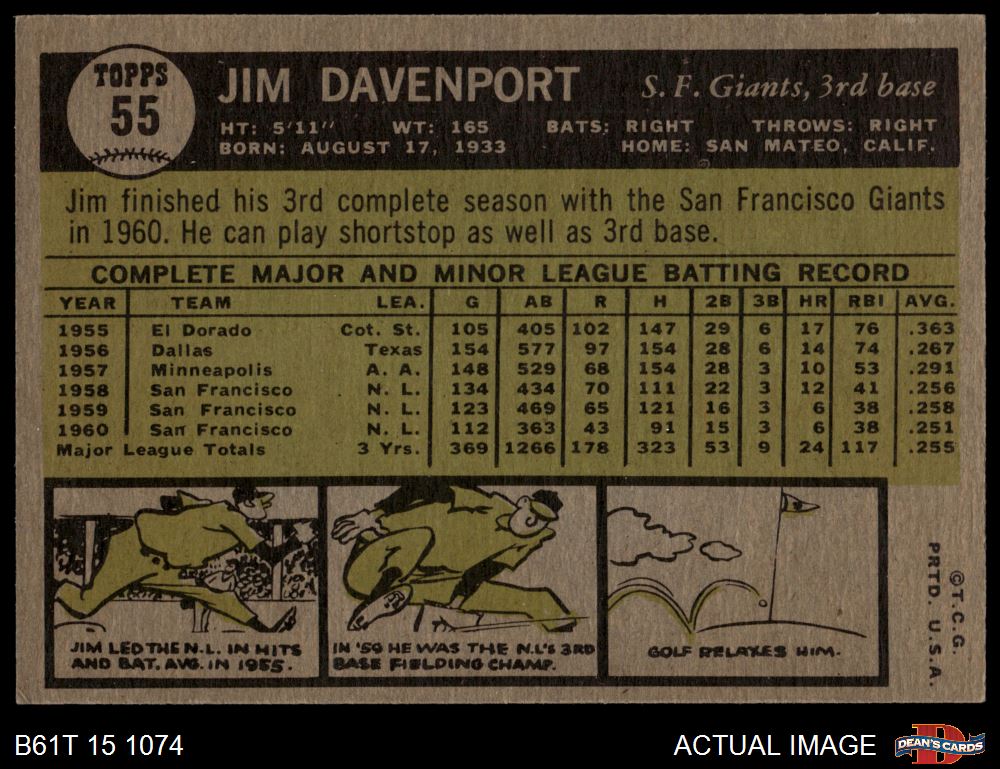 TOPPS
55
JIM DAVENPORT
S. F. Giants, 3rd base
HT: 5'11" WT: 165 BATS: RIGHT THROWS: RIGHT
BORN: AUGUST 17, 1933 HOME: SAN MATEO, CALIF.
Jim finished his 3rd complete season with the San Francisco Giants
in 1960. He can play shortstop as well as 3rd base.
COMPLETE MAJOR AND MINOR LEAGUE BATTING RECORD
YEAR TEAM LEA. G AB R H 2B 3B HR RBI AVG.
1955 El Dorado Cot. St. 105 405 102 147 29 6 17 76 .363
1956 Dallas Texas 154 577 97 154 28 6 14 74 .267
1957 Minneapolis A. A. 148 529 68 154 28 3 10 53 .291
1958 San Francisco N. L. 134 434 70 111 22 3 12 41 .256
1959 San Francisco N. L. 123 469 65 121 16 3 6 38 .258
1960 San Francisco N. L. 112 363 43 91 15 3 6 38 .251
Major League Totals 3 Yrs. 369 1266 178 323 53 9 24 117 .255
JIM LED THE N.L. IN HITS
AND BAT. AVG. IN 1955.
IN '59 HE WAS THE N.L'S 3RD
BASE FIELDING CHAMP.
GOLF RELAXES HIM.
©T.C.G.
PRTD. U.S.A.
B61T 15 1074
ACTUAL IMAGE
D
DEAN'S CARDS